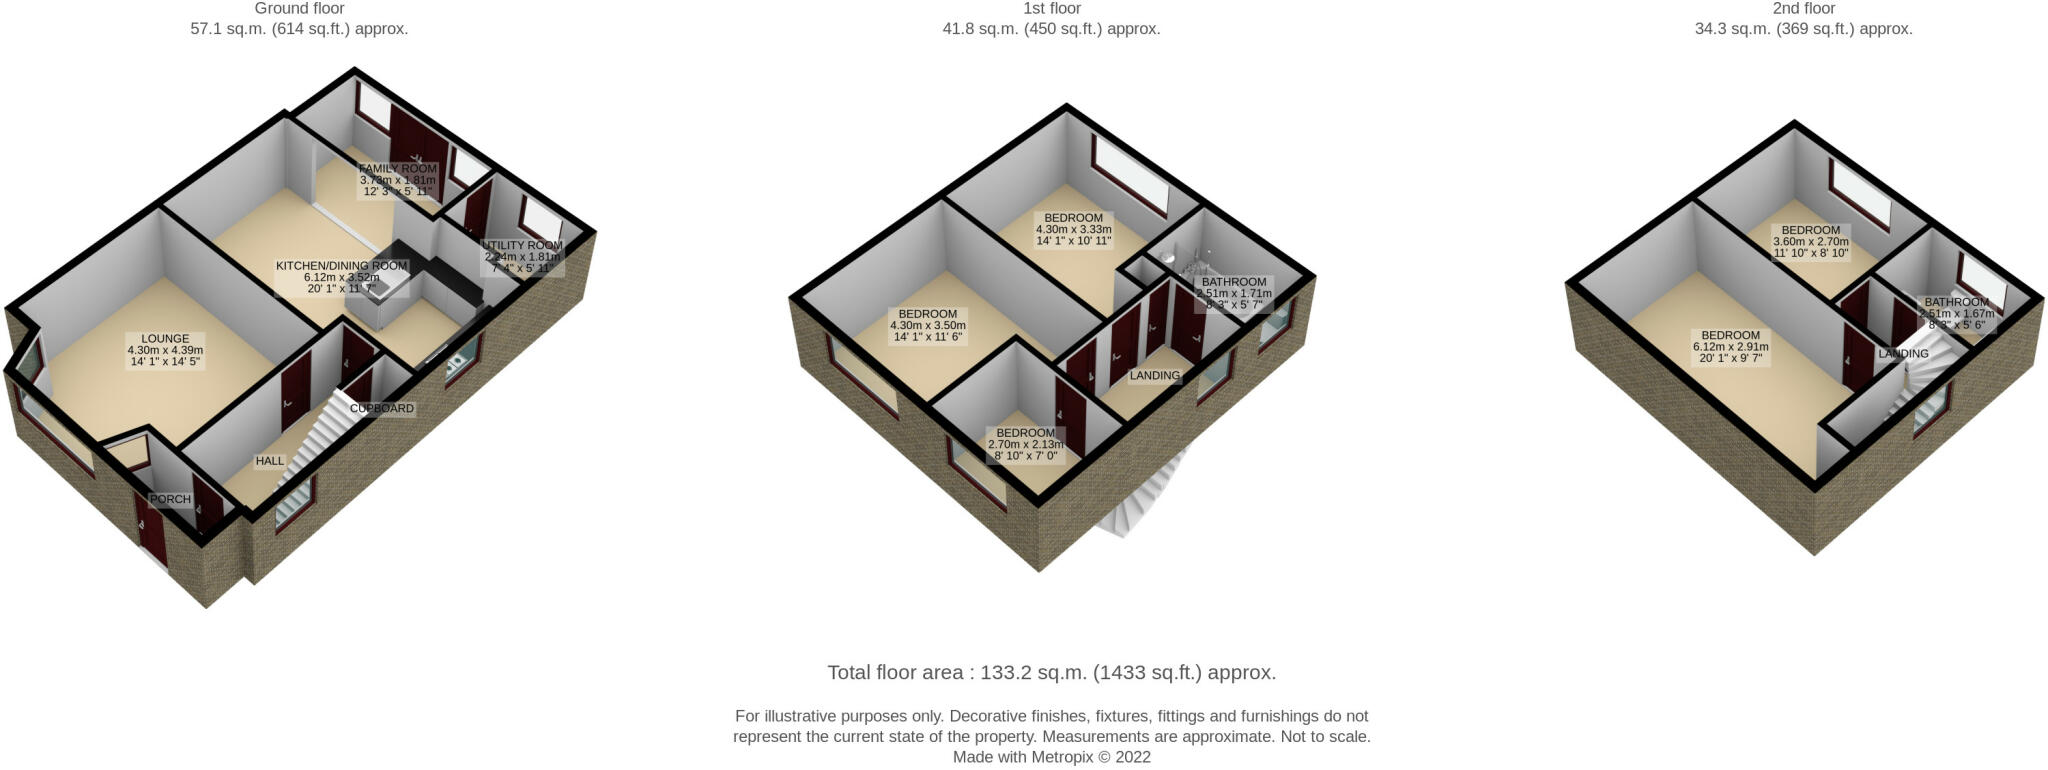 Ground floor
57.1 sq.m. (614 sq.ft.) approx.
FAMILY ROOM
3.73m x 1.81m
12' 3" x 5' 11"
UTILITY ROOM
2.24m x 1.81m
7' 4" x 5' 11"
KITCHEN/DINING ROOM
6.12m x 3.52m
20' 1" x 11' 7"
LOUNGE
4.30m x 4.39m
14' 1" x 14' 5"
CUPBOARD
HALL
PORCH
1st floor
41.8 sq.m. (450 sq.ft.) approx.
BEDROOM
4.30m x 3.33m
14' 1" x 10' 11"
BATHROOM
2.51m x 1.71m
8' 3" x 5' 7"
BEDROOM
4.30m x 3.50m
14' 1" x 11' 6"
LANDING
BEDROOM
2.70m x 2.13m
8' 10" x 7' 0"
2nd floor
34.3 sq.m. (369 sq.ft.) approx.
BEDROOM
3.60m x 2.70m
11' 10" x 8' 10"
BATHROOM
2.51m x 1.67m
8' 3" x 5' 6"
BEDROOM
6.12m x 2.91m
20' 1" x 9' 7"
LANDING
Total floor area : 133.2 sq.m. (1433 sq.ft.) approx.
For illustrative purposes only. Decorative finishes, fixtures, fittings and furnishings do not
represent the current state of the property. Measurements are approximate. Not to scale.
Made with Metropix © 2022